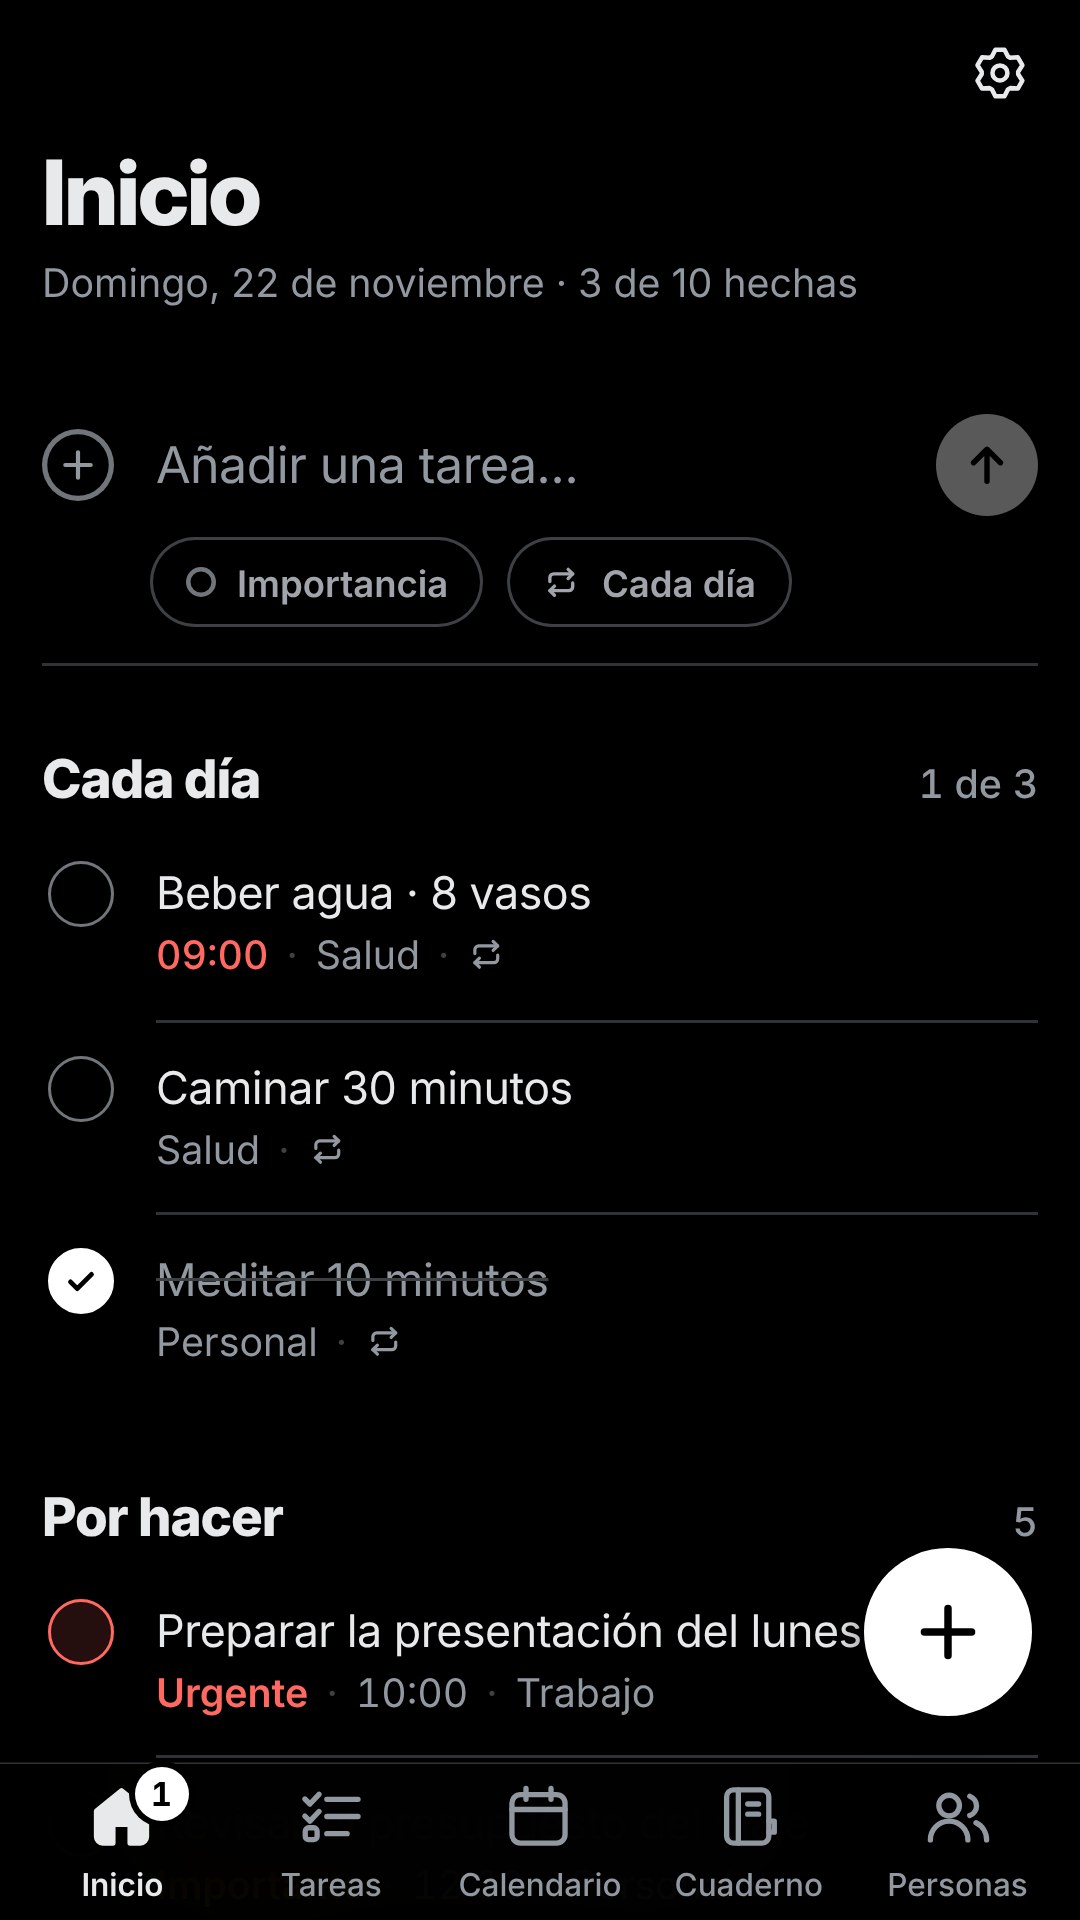 Inicio
Domingo, 22 de noviembre · 3 de 10 hechas
Añadir una tarea...
Importancia
Cada día
Cada día
1 de 3
Beber agua · 8 vasos
09:00 · Salud ·
Caminar 30 minutos
Salud ·
Meditar 10 minutos
Personal ·
Por hacer
5
Preparar la presentación del lunes
Urgente · 10:00 · Trabajo
1
Inicio
Tareas
Calendario
Cuaderno
Personas